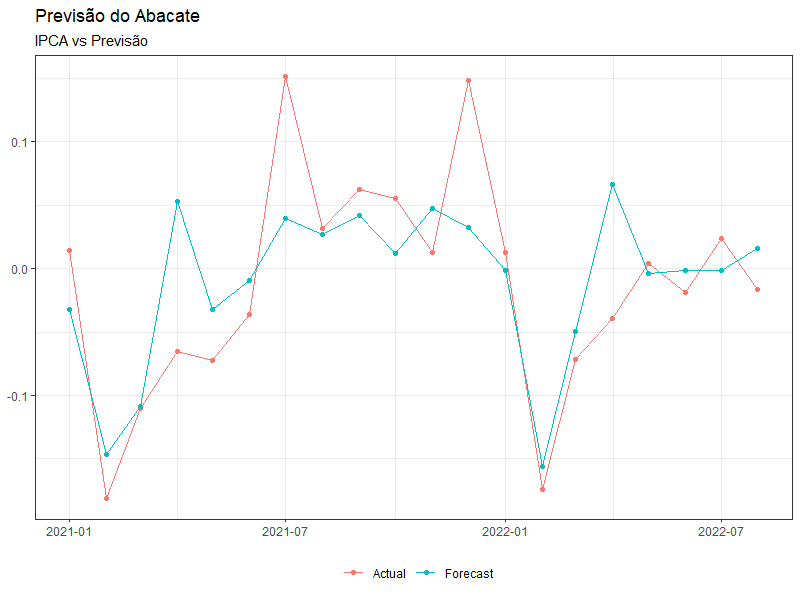 Previsão do Abacate
IPCA vs Previsão
0.1
0.0
-0.1
2021-01 2021-07 2022-01 2022-07
Actual Forecast